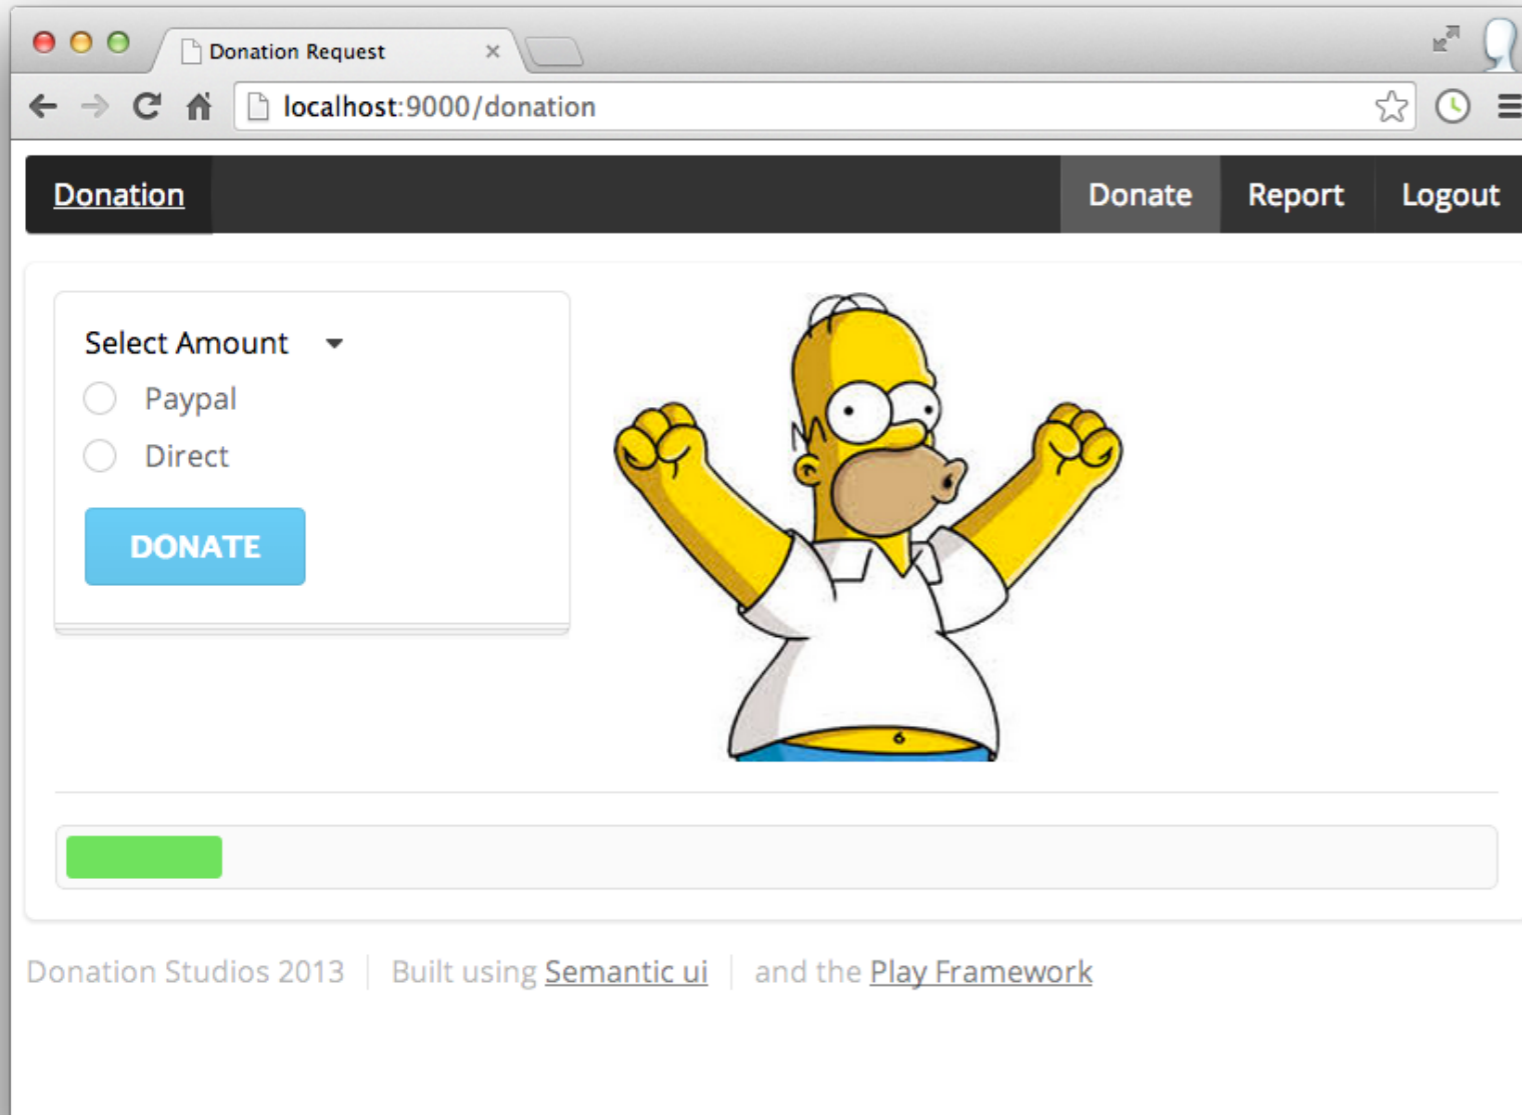 Donation Request
localhost:9000/donation
Donation Donate Report Logout
Select Amount
Paypal
Direct
DONATE
Donation Studios 2013 Built using Semantic ui and the Play Framework